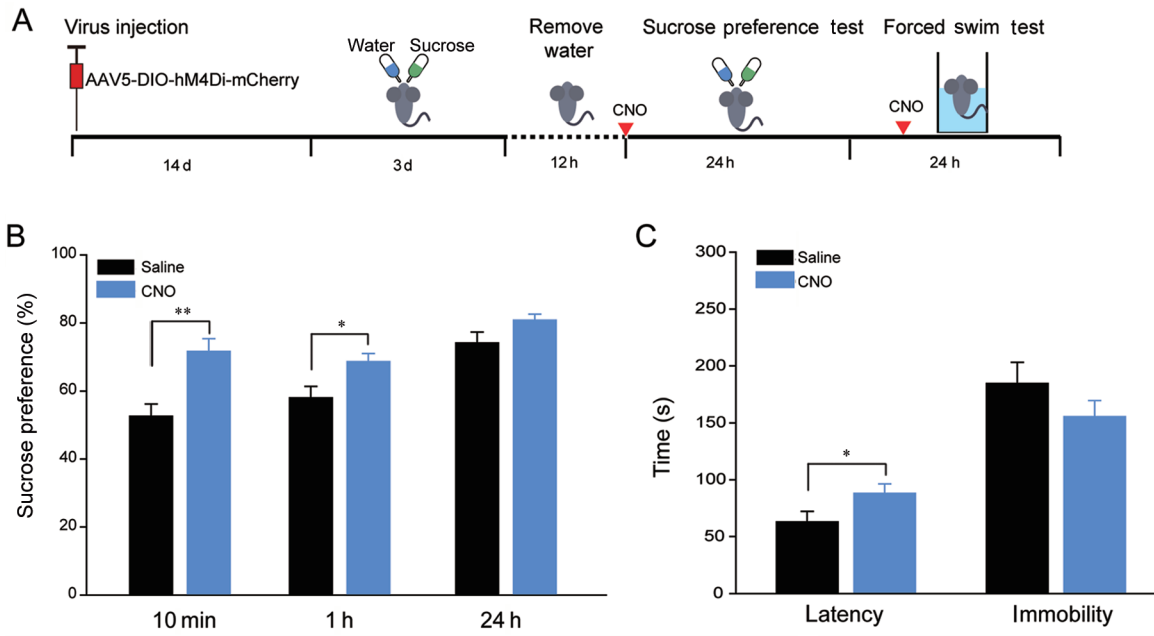 A
Virus injection
AAV5-DIO-hM4Di-mCherry
Water Sucrose
Remove
water
CNO
Sucrose preference test
Forced swim test
CNO
14 d
3 d
12 h
24 h
24 h
B
Sucrose preference (%)
100
80
60
40
20
0
Saline
CNO
**
*
10 min
1 h
24 h
C
Time (s)
300
250
200
150
100
50
0
Saline
CNO
*
Latency
Immobility